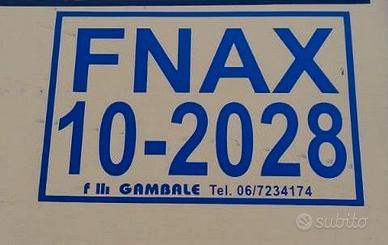 FNAX
10-2028
f lli GAMBALE Tel. 06/7234174
subito